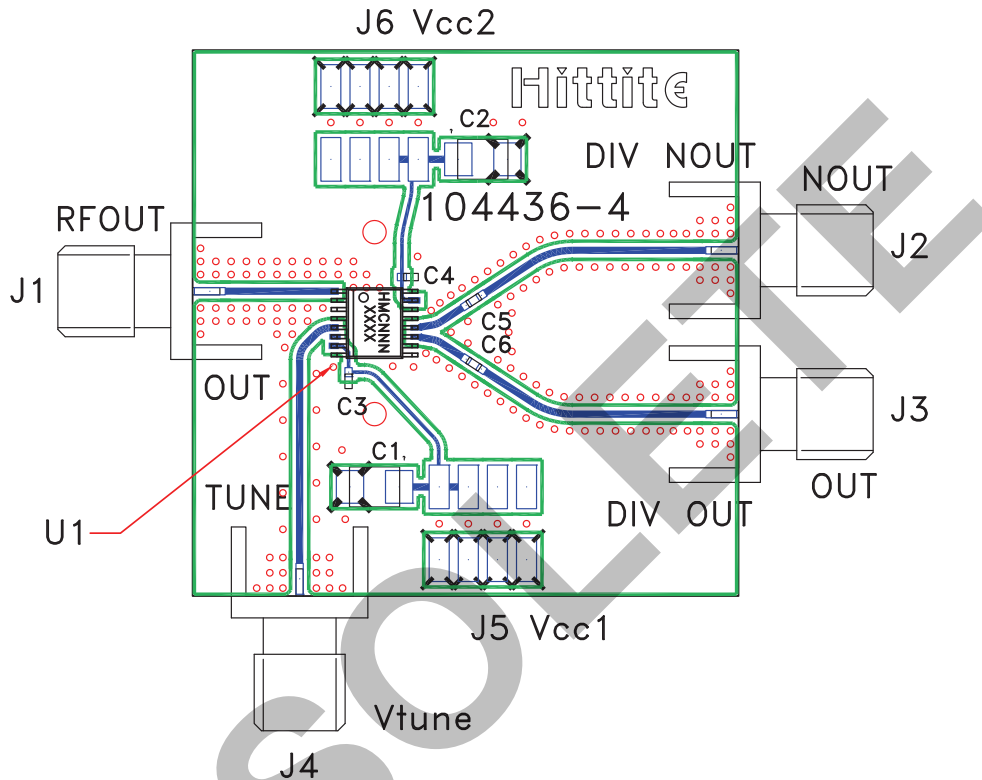 J6 Vcc2
Hittite
C2
DIV NOUT
NOUT
RFOUT
104436-4
J2
J1
C4
HMCNNN
XXXX
C5
C6
OUT
C3
J3
C1
TUNE
OUT
DIV OUT
U1
J5 Vcc1
Vtune
J4
SOLETE